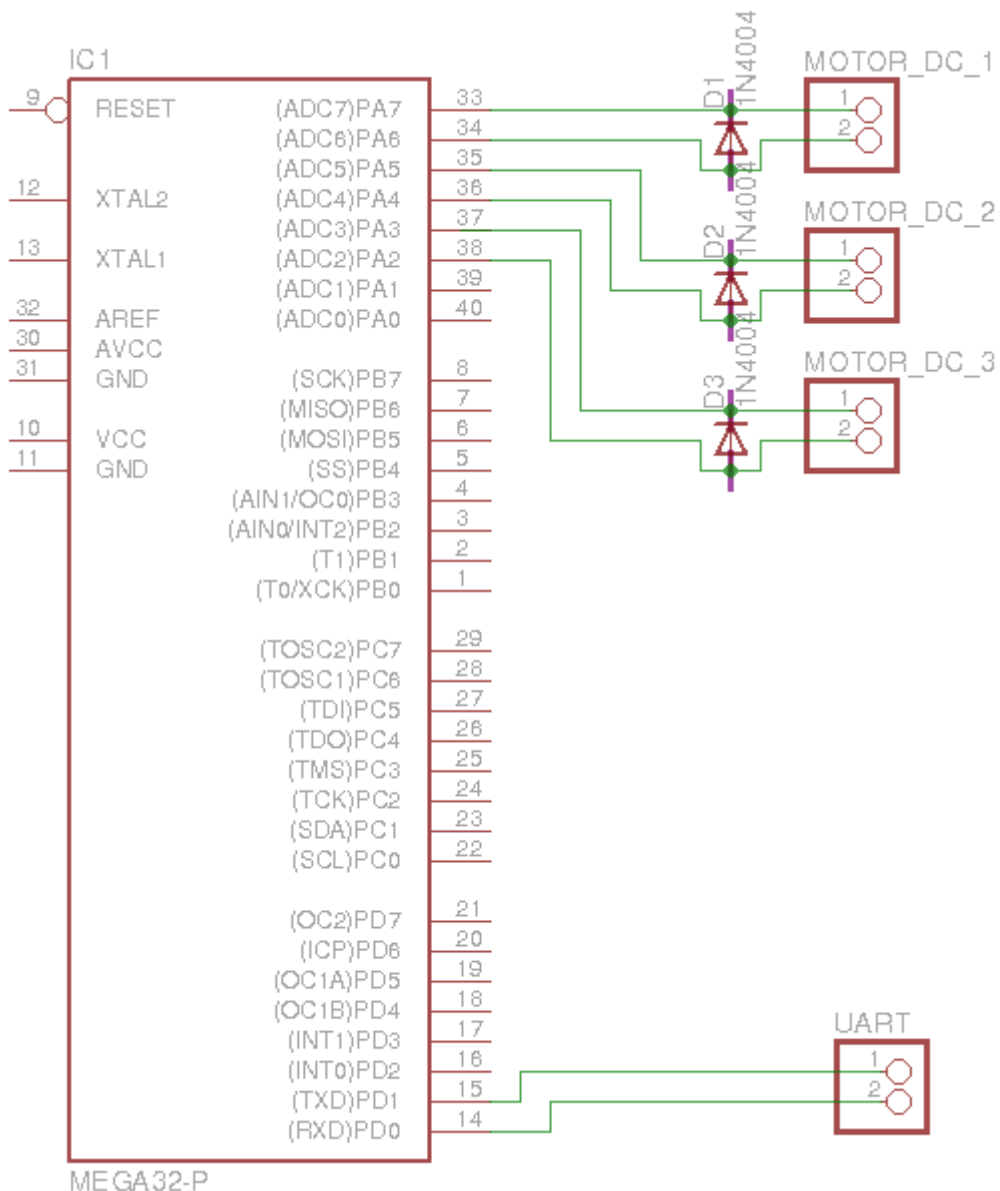 IC1
9 RESET (ADC7)PA7 33
(ADC6)PA6 34
(ADC5)PA5 35
12 XTAL2 (ADC4)PA4 36
(ADC3)PA3 37
13 XTAL1 (ADC2)PA2 38
(ADC1)PA1 39
32 AREF (ADC0)PA0 40
30 AVCC
31 GND (SCK)PB7 8
(MISO)PB6 7
10 VCC (MOSI)PB5 6
11 GND (SS)PB4 5
(AIN1/OC0)PB3 4
(AIN0/INT2)PB2 3
(T1)PB1 2
(T0/XCK)PB0 1
(TOSC2)PC7 29
(TOSC1)PC6 28
(TDI)PC5 27
(TDO)PC4 26
(TMS)PC3 25
(TCK)PC2 24
(SDA)PC1 23
(SCL)PC0 22
(OC2)PD7 21
(ICP)PD6 20
(OC1A)PD5 19
(OC1B)PD4 18
(INT1)PD3 17
(INT0)PD2 16
(TXD)PD1 15
(RXD)PD0 14
MEGA32-P
D1
1N4004
MOTOR_DC_1
1
2
D2
1N4004
MOTOR_DC_2
1
2
D3
1N4004
MOTOR_DC_3
1
2
UART
1
2